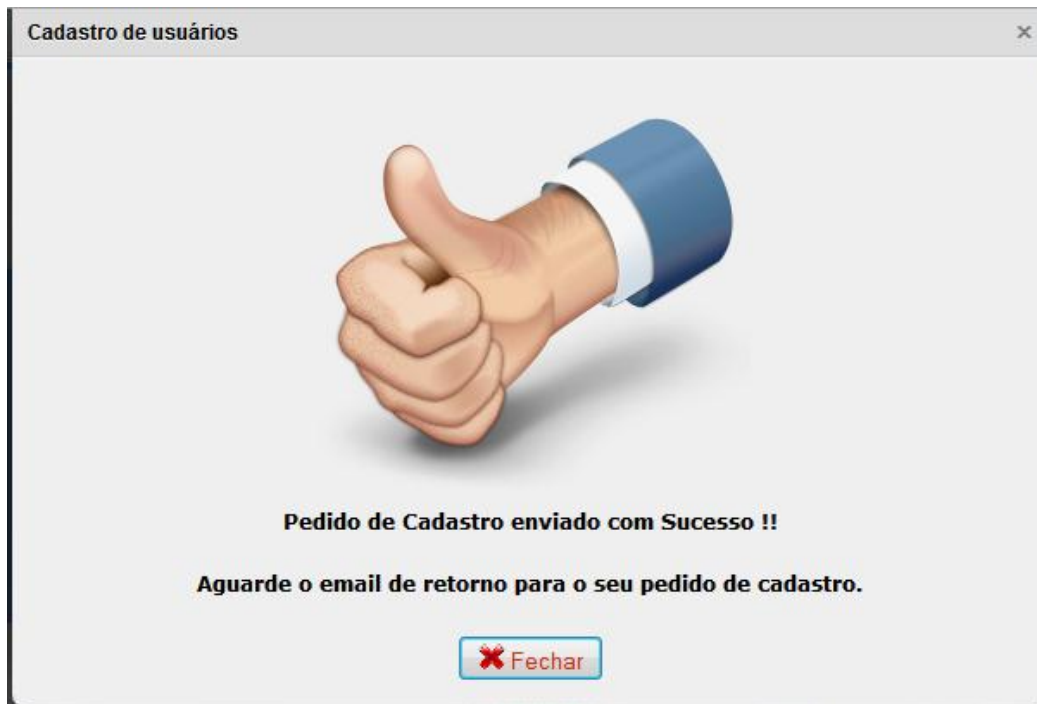 Cadastro de usuários
Pedido de Cadastro enviado com Sucesso !!
Aguarde o email de retorno para o seu pedido de cadastro.
Fechar